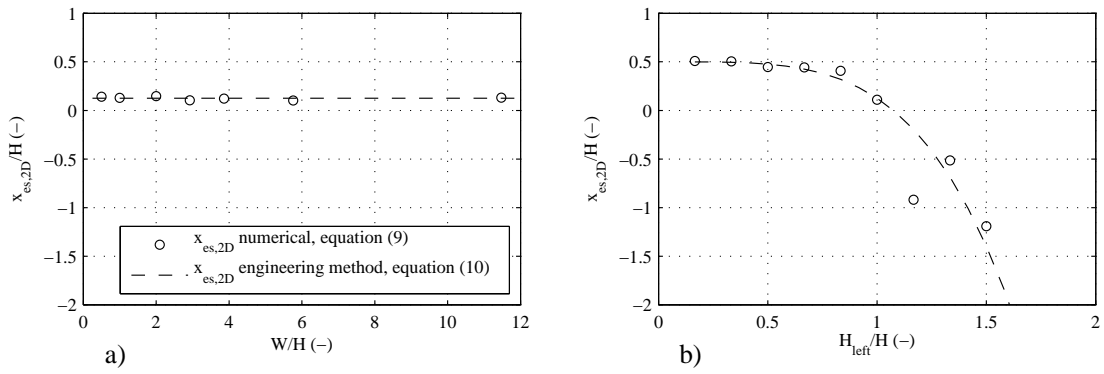 1
0.5
0
−0.5
−1
−1.5
−2
x_es,2D/H (−)
x_es,2D numerical, equation (9)
x_es,2D engineering method, equation (10)
0 2 4 6 8 10 12
W/H (−)
a)
1
0.5
0
−0.5
−1
−1.5
−2
x_es,2D/H (−)
0 0.5 1 1.5 2
H_left/H (−)
b)